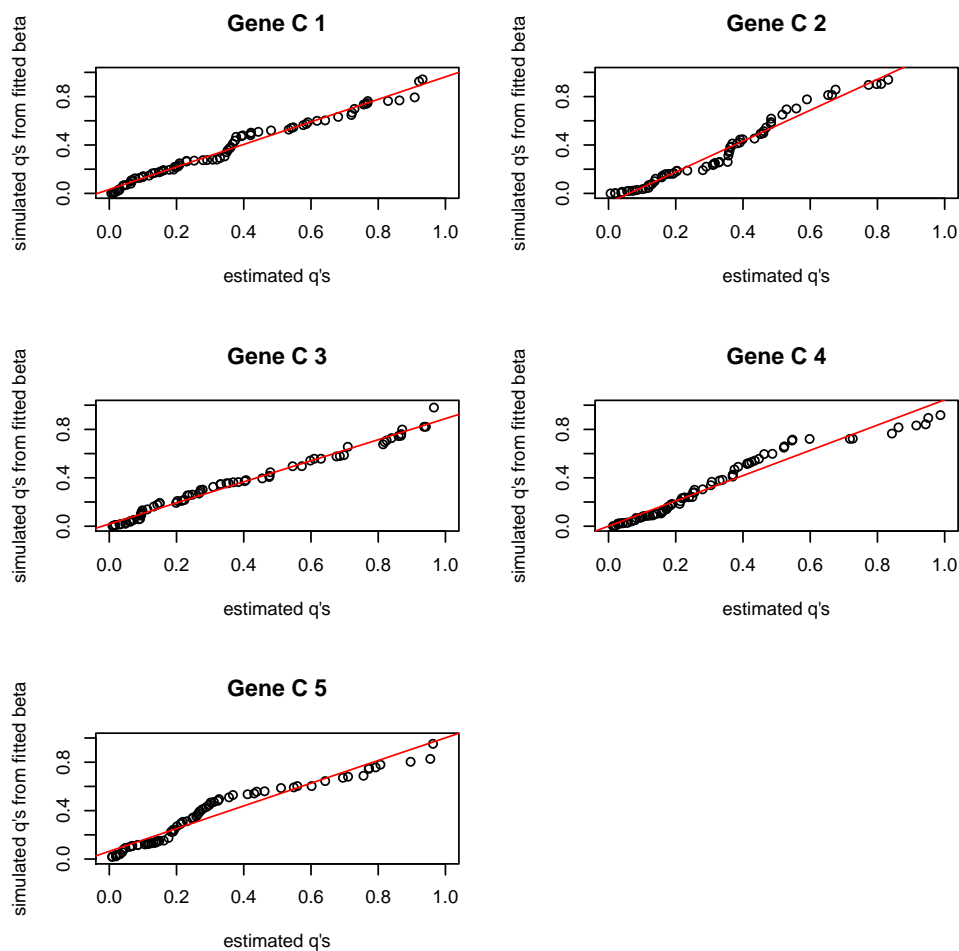 Gene C 1
simulated q's from fitted beta
0.0 0.4 0.8
0.0 0.2 0.4 0.6 0.8 1.0
estimated q's
Gene C 2
simulated q's from fitted beta
0.0 0.4 0.8
0.0 0.2 0.4 0.6 0.8 1.0
estimated q's
Gene C 3
simulated q's from fitted beta
0.0 0.4 0.8
0.0 0.2 0.4 0.6 0.8 1.0
estimated q's
Gene C 4
simulated q's from fitted beta
0.0 0.4 0.8
0.0 0.2 0.4 0.6 0.8 1.0
estimated q's
Gene C 5
simulated q's from fitted beta
0.0 0.4 0.8
0.0 0.2 0.4 0.6 0.8 1.0
estimated q's